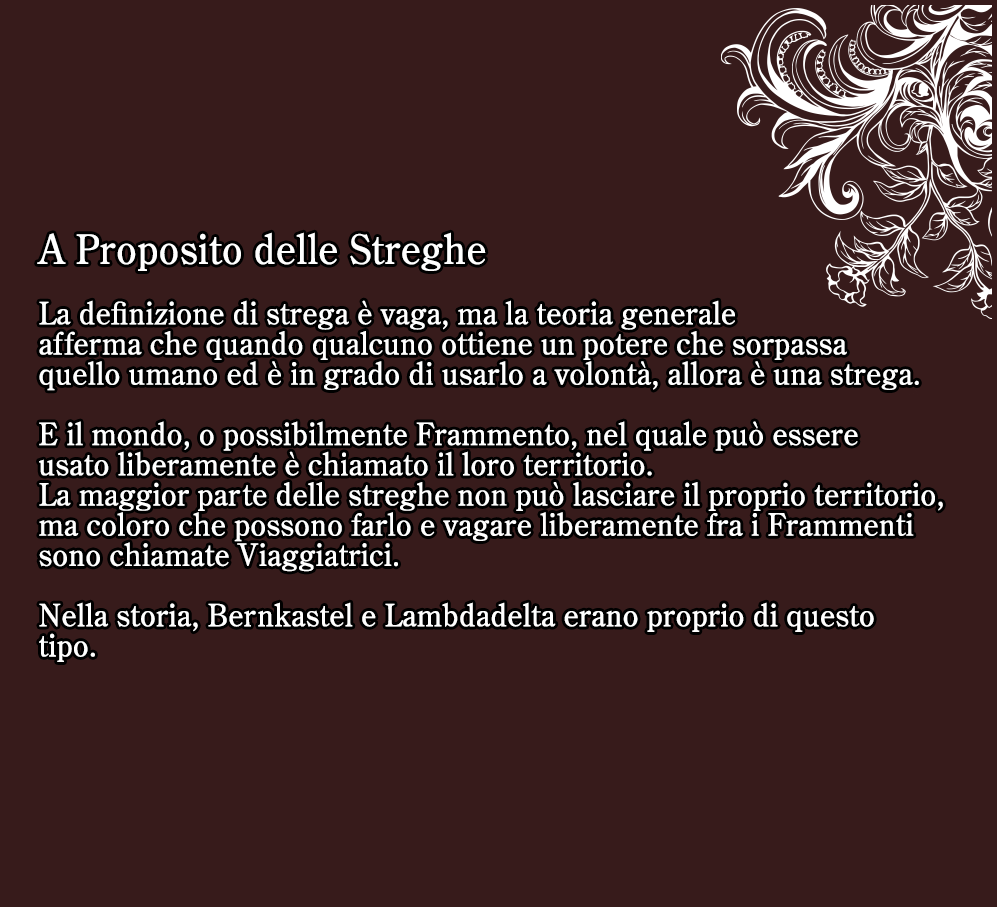 A Proposito delle Streghe
La definizione di strega è vaga, ma la teoria generale
afferma che quando qualcuno ottiene un potere che sorpassa
quello umano ed è in grado di usarlo a volontà, allora è una strega.
E il mondo, o possibilmente Frammento, nel quale può essere
usato liberamente è chiamato il loro territorio.
La maggior parte delle streghe non può lasciare il proprio territorio,
ma coloro che possono farlo e vagare liberamente fra i Frammenti
sono chiamate Viaggiatrici.
Nella storia, Bernkastel e Lambdadelta erano proprio di questo
tipo.